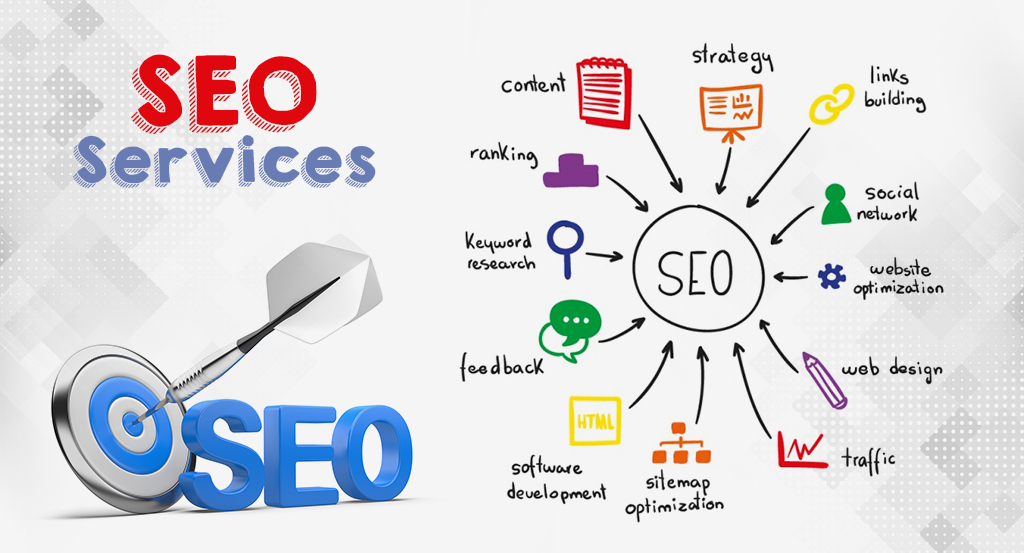 SEO
Services
SEO
content
strategy
links
building
ranking
social
network
Keyword
research
SEO
website
optimization
feedback
web design
HTML
software
development
sitemap
optimization
traffic